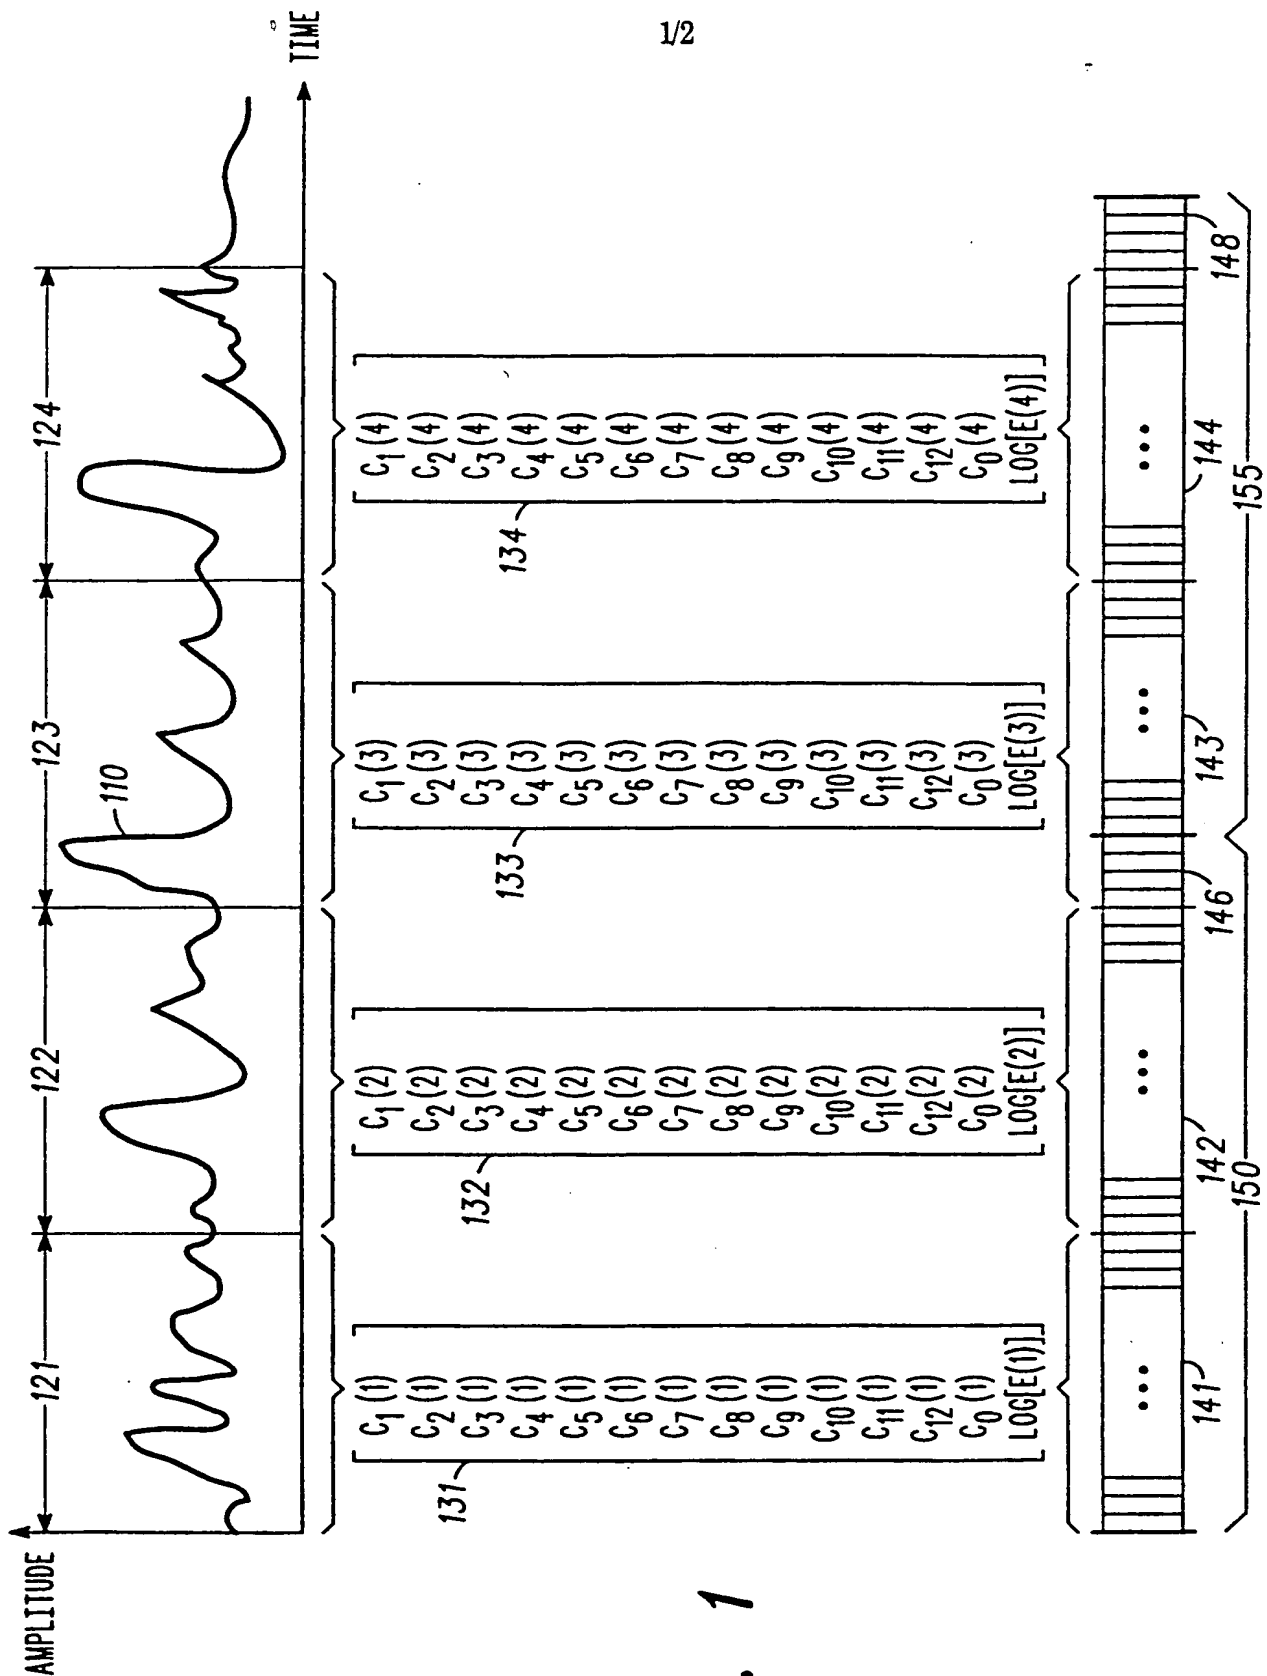 1/2
AMPLITUDE
TIME
121
122
123
124
110
131
C1(1)
C2(1)
C3(1)
C4(1)
C5(1)
C6(1)
C7(1)
C8(1)
C9(1)
C10(1)
C11(1)
C12(1)
C0(1)
LOG[E(1)]
132
C1(2)
C2(2)
C3(2)
C4(2)
C5(2)
C6(2)
C7(2)
C8(2)
C9(2)
C10(2)
C11(2)
C12(2)
C0(2)
LOG[E(2)]
133
C1(3)
C2(3)
C3(3)
C4(3)
C5(3)
C6(3)
C7(3)
C8(3)
C9(3)
C10(3)
C11(3)
C12(3)
C0(3)
LOG[E(3)]
134
C1(4)
C2(4)
C3(4)
C4(4)
C5(4)
C6(4)
C7(4)
C8(4)
C9(4)
C10(4)
C11(4)
C12(4)
C0(4)
LOG[E(4)]
•••
•••
•••
•••
141
142
146
143
144
148
150
155
. 1